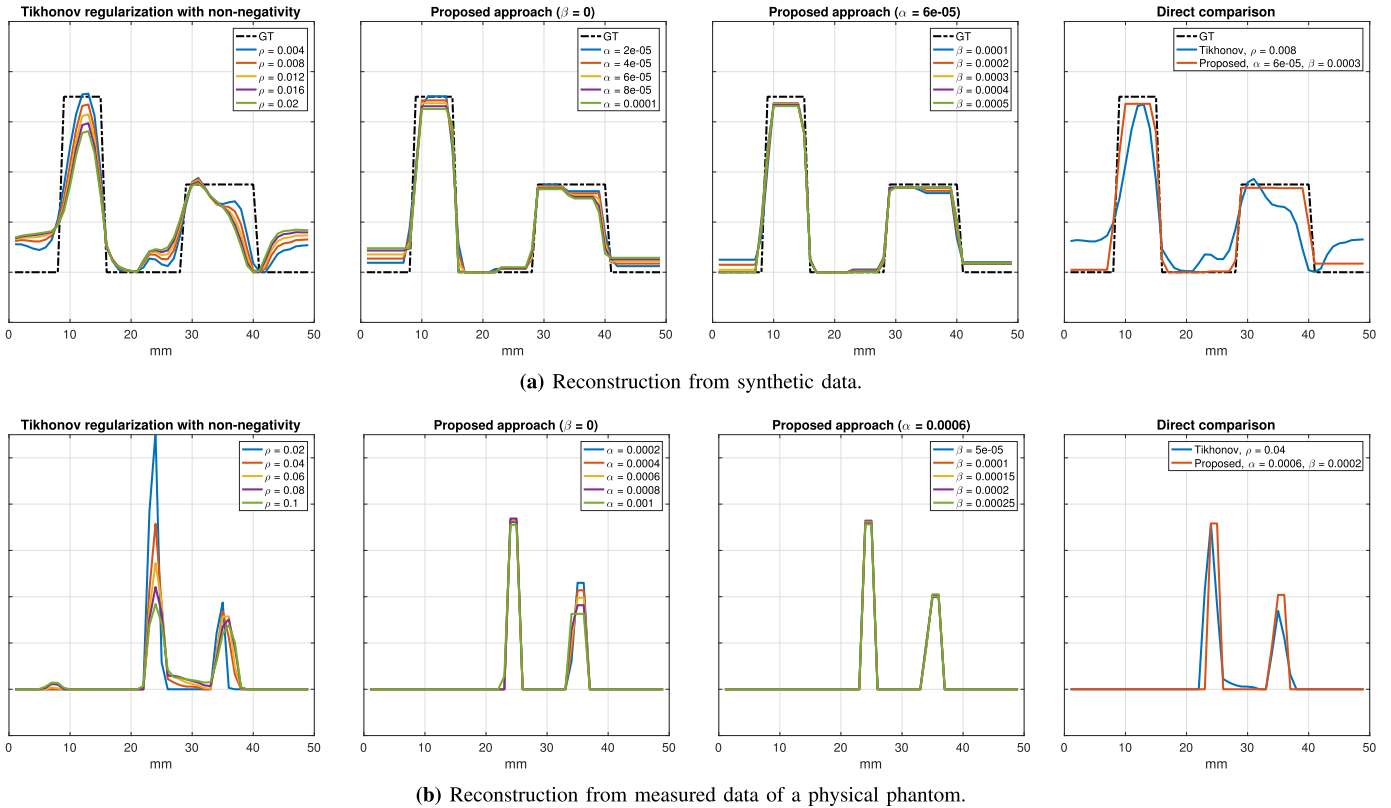 Tikhonov regularization with non-negativity
GT
ρ = 0.004
ρ = 0.008
ρ = 0.012
ρ = 0.016
ρ = 0.02
0 10 20 30 40 50
mm
Proposed approach (β = 0)
GT
α = 2e-05
α = 4e-05
α = 6e-05
α = 8e-05
α = 0.0001
0 10 20 30 40 50
mm
Proposed approach (α = 6e-05)
GT
β = 0.0001
β = 0.0002
β = 0.0003
β = 0.0004
β = 0.0005
0 10 20 30 40 50
mm
Direct comparison
GT
Tikhonov, ρ = 0.008
Proposed, α = 6e-05, β = 0.0003
0 10 20 30 40 50
mm
(a) Reconstruction from synthetic data.
Tikhonov regularization with non-negativity
ρ = 0.02
ρ = 0.04
ρ = 0.06
ρ = 0.08
ρ = 0.1
0 10 20 30 40 50
mm
Proposed approach (β = 0)
α = 0.0002
α = 0.0004
α = 0.0006
α = 0.0008
α = 0.001
0 10 20 30 40 50
mm
Proposed approach (α = 0.0006)
β = 5e-05
β = 0.0001
β = 0.00015
β = 0.0002
β = 0.00025
0 10 20 30 40 50
mm
Direct comparison
Tikhonov, ρ = 0.04
Proposed, α = 0.0006, β = 0.0002
0 10 20 30 40 50
mm
(b) Reconstruction from measured data of a physical phantom.